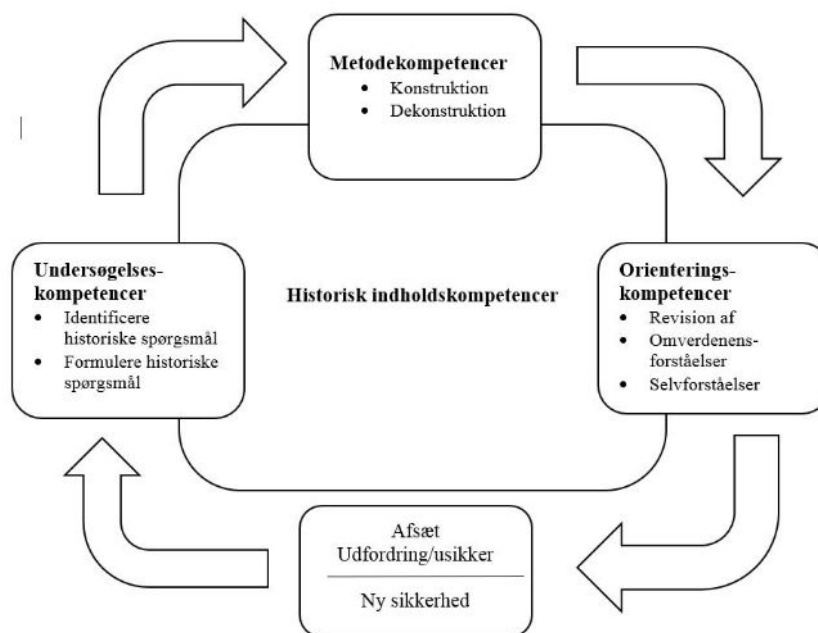 Metodekompetencer
• Konstruktion
• Dekonstruktion
Undersøgelses-
kompetencer
• Identificere
historiske spørgsmål
• Formulere historiske
spørgsmål
Historisk indholdskompetencer
Orienterings-
kompetencer
• Revision af
• Omverdenens-
forståelser
• Selvforståelser
Afsæt
Udfordring/usikker
Ny sikkerhed